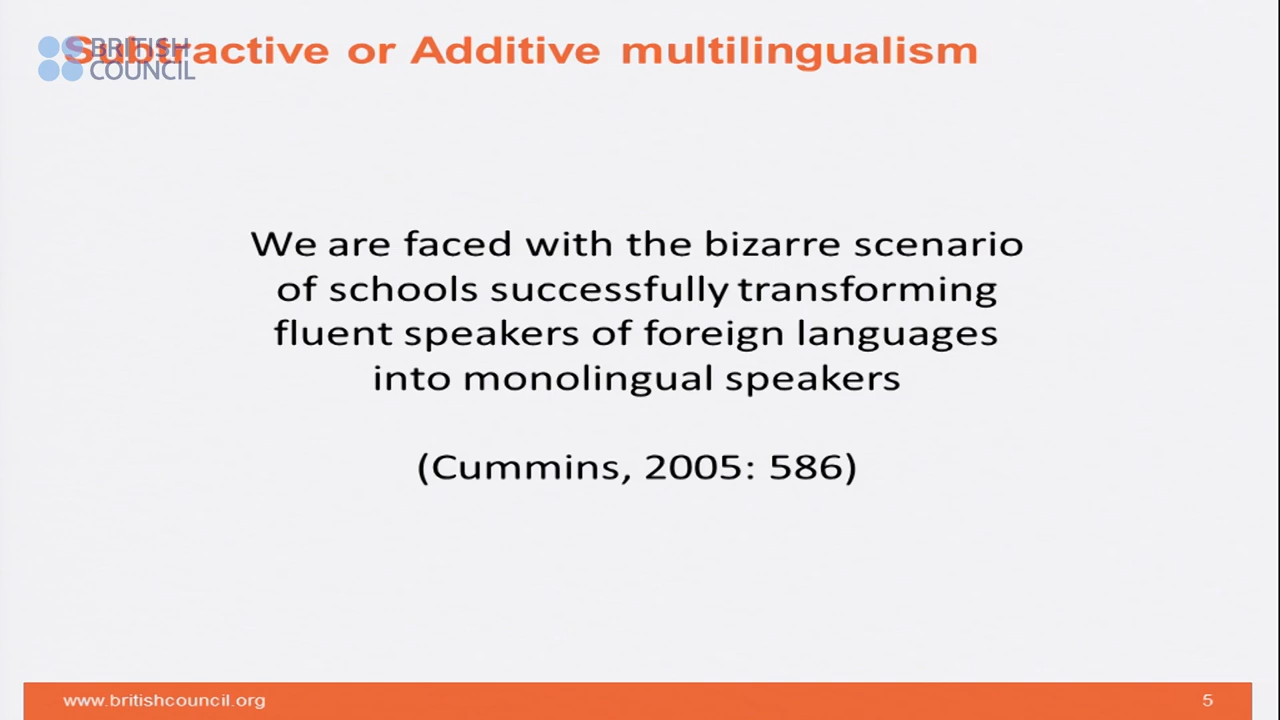 Subtractive or Additive multilingualism
BRITISH
COUNCIL
We are faced with the bizarre scenario
of schools successfully transforming
fluent speakers of foreign languages
into monolingual speakers
(Cummins, 2005: 586)
www.britishcouncil.org
5